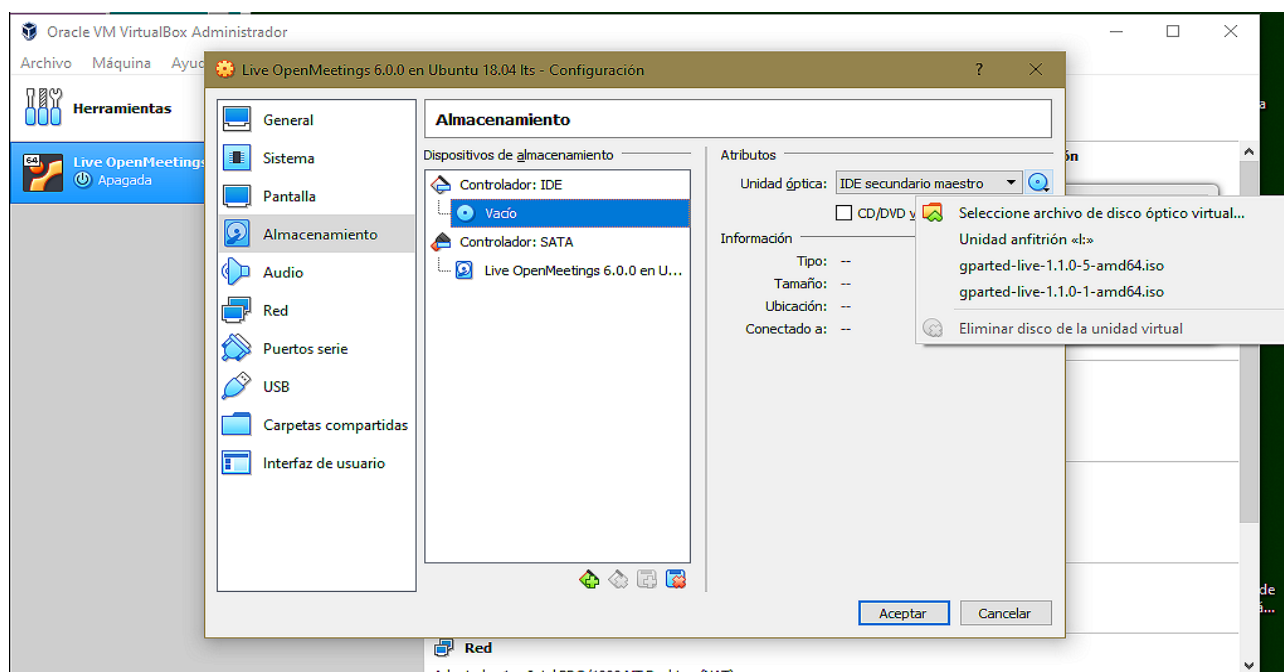 Oracle VM VirtualBox Administrador
Archivo Máquina Ayuc
Herramientas
64
Live OpenMeetings
Apagada
Live OpenMeetings 6.0.0 en Ubuntu 18.04 lts - Configuración
?
General
Sistema
Pantalla
Almacenamiento
Audio
Red
Puertos serie
USB
Carpetas compartidas
Interfaz de usuario
Almacenamiento
Dispositivos de almacenamiento
Controlador: IDE
Vacío
Controlador: SATA
Live OpenMeetings 6.0.0 en U...
Atributos
Unidad óptica: IDE secundario maestro
CD/DVD y
Información
Tipo: --
Tamaño: --
Ubicación: --
Conectado a: --
Seleccione archivo de disco óptico virtual...
Unidad anfitrión «I:»
gparted-live-1.1.0-5-amd64.iso
gparted-live-1.1.0-1-amd64.iso
Eliminar disco de la unidad virtual
Aceptar Cancelar
ón
a
de
Red